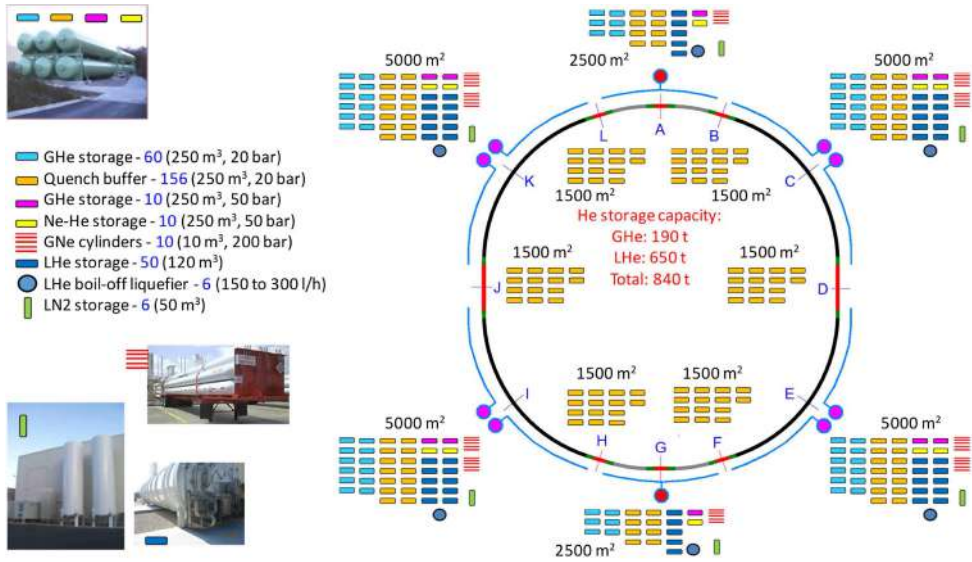 GHe storage - 60 (250 m³, 20 bar)
Quench buffer - 156 (250 m³, 20 bar)
GHe storage - 10 (250 m³, 50 bar)
Ne-He storage - 10 (250 m³, 50 bar)
GNe cylinders - 10 (10 m³, 200 bar)
LHe storage - 50 (120 m³)
LHe boil-off liquefier - 6 (150 to 300 l/h)
LN2 storage - 6 (50 m³)
2500 m²
5000 m²
5000 m²
L
A
B
K
C
1500 m²
1500 m²
He storage capacity:
GHe: 190 t
LHe: 650 t
Total: 840 t
1500 m²
1500 m²
J
D
1500 m²
1500 m²
I
E
5000 m²
5000 m²
H
G
F
2500 m²